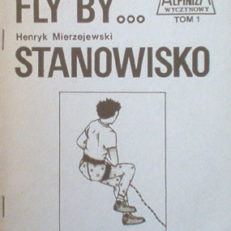 FLY BY...
ALPINIZM
WYCZYNOWY
TOM 1
Henryk Mierzejewski
STANOWISKO